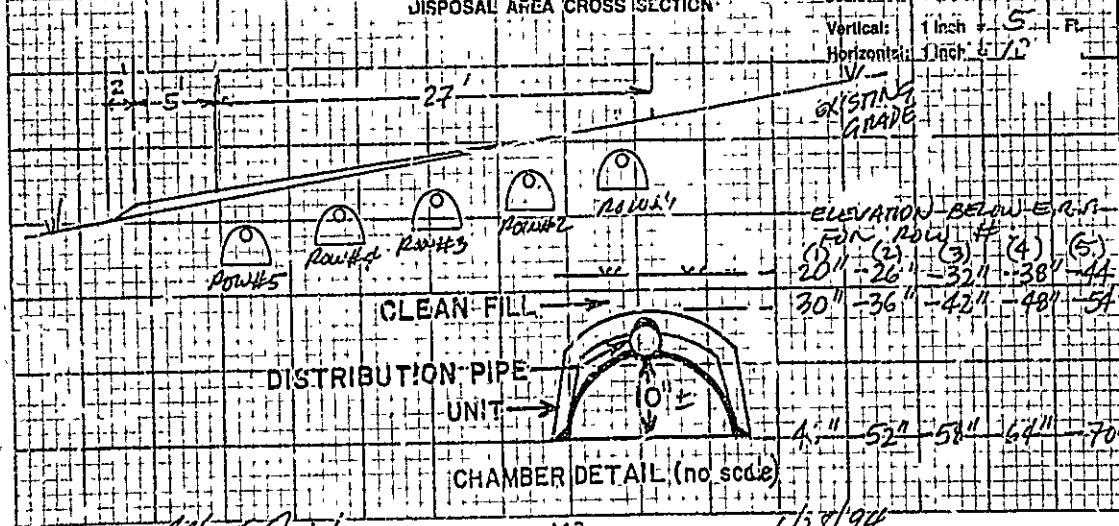 DISPOSAL AREA CROSS SECTION
Vertical: 1 Inch = 5 Ft.
Horizontal: 1 Inch =
2' 5' 27'
EXISTING
GRADE
ROW #1
ROW #2
ROW #3
ROW #4
ROW #5
ELEVATION BELOW E.R.P.
FOR ROW #
(1) (2) (3) (4) (5)
20" -26" -32" -38" -44
30" -36" -42" -48" -54
CLEAN FILL
DISTRIBUTION PIPE
UNIT
10" ±
52" -58" -64" -70
CHAMBER DETAIL (no scale)